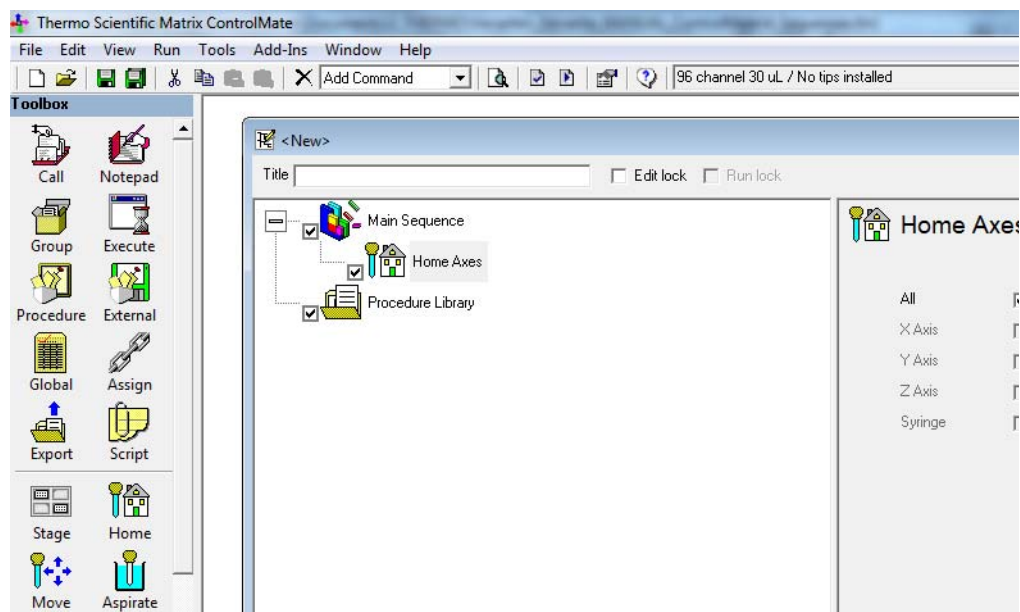 Thermo Scientific Matrix ControlMate
File Edit View Run Tools Add-Ins Window Help
Add Command
96 channel 30 uL / No tips installed
Toolbox
Call Notepad
Group Execute
Procedure External
Global Assign
Export Script
Stage Home
Move Aspirate
<New>
Title Edit lock Run lock
Main Sequence
Home Axes
Procedure Library
Home Axes
All
X Axis
Y Axis
Z Axis
Syringe